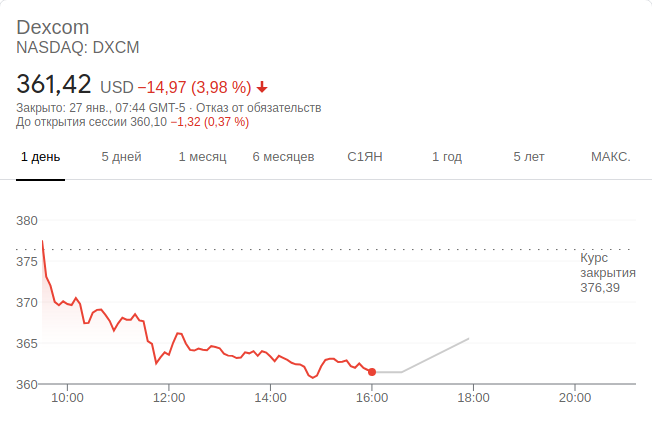 Dexcom
NASDAQ: DXCM
361,42 USD −14,97 (3,98 %)
Закрыто: 27 янв., 07:44 GMT-5 · Отказ от обязательств
До открытия сессии 360,10 −1,32 (0,37 %)
1 день 5 дней 1 месяц 6 месяцев С1ЯН 1 год 5 лет МАКС.
380
375
370
365
360
Курс
закрытия
376,39
10:00 12:00 14:00 16:00 18:00 20:00